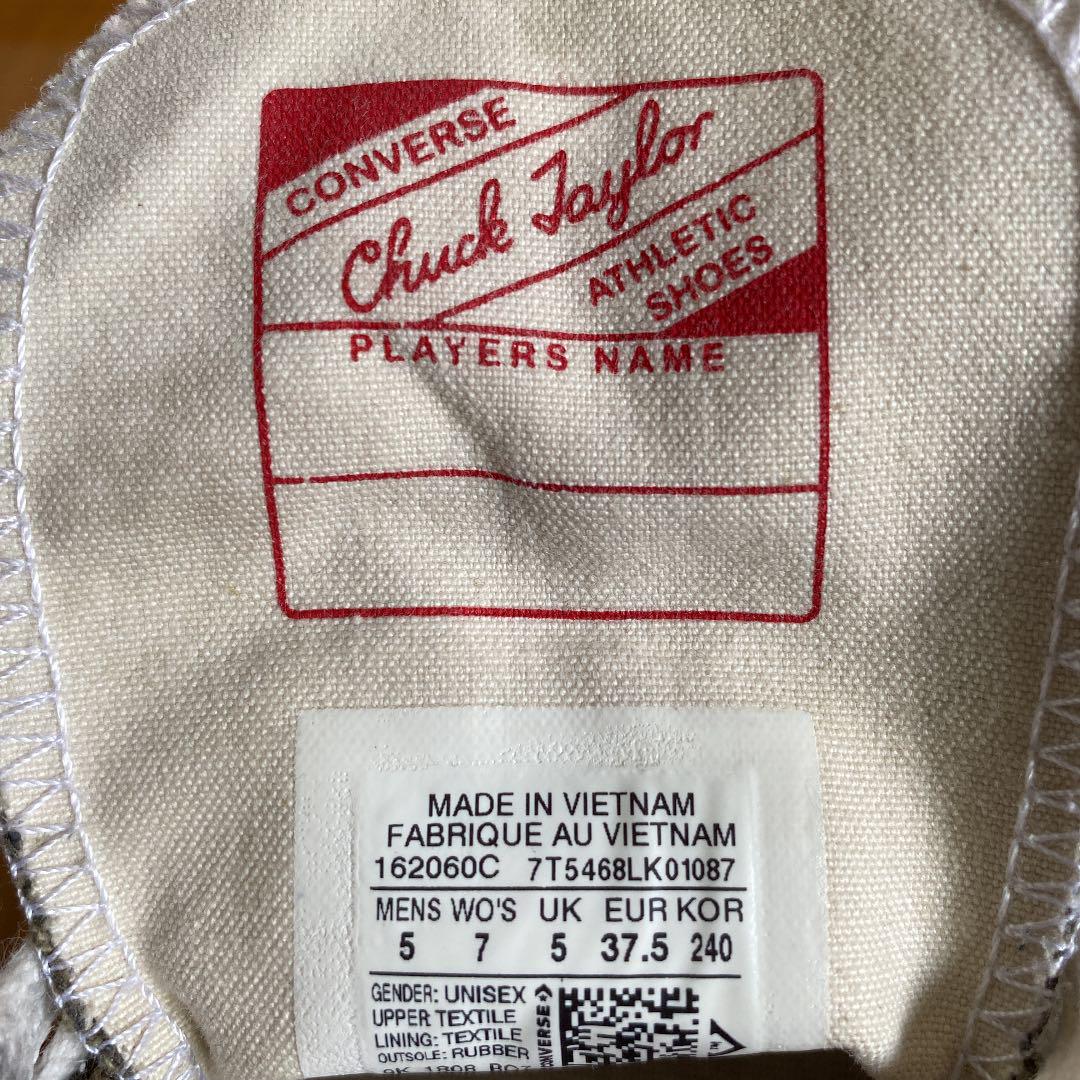 CONVERSE
Chuck Taylor
ATHLETIC
SHOES
PLAYERS NAME
MADE IN VIETNAM
FABRIQUE AU VIETNAM
162060C 7T5468LK01087
MENS WO'S UK EUR KOR
5 7 5 37.5 240
GENDER: UNISEX
UPPER TEXTILE
LINING: TEXTILE
OUTSOLE: RUBBER
CONVERSE